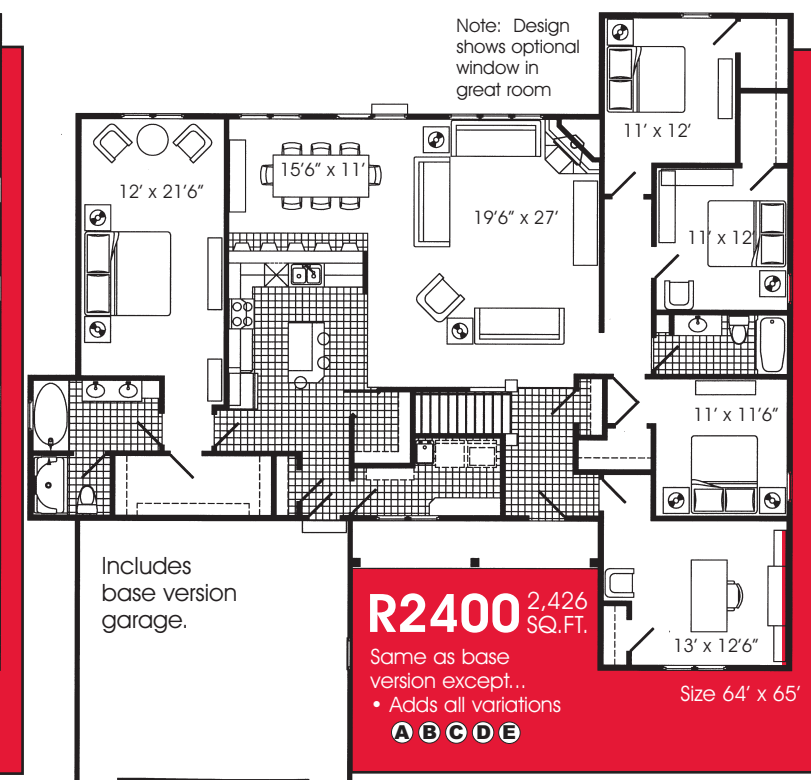 Note: Design
shows optional
window in
great room
11' x 12'
15'6" x 11'
12' x 21'6"
19'6" x 27'
11' x 12'
11' x 11'6"
Includes
base version
garage.
R2400 2,426
SQ.FT.
Same as base
version except...
• Adds all variations
A B C D E
13' x 12'6"
Size 64' x 65'